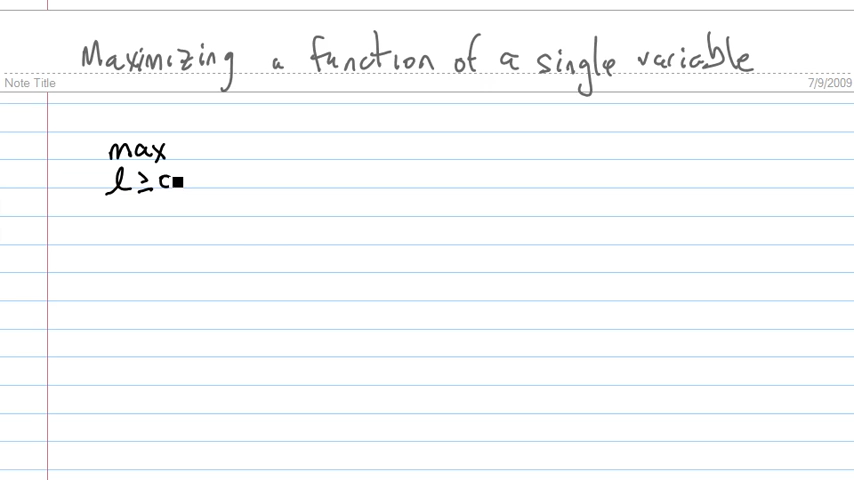 Maximizing a function of a single variable
Note Title
7/9/2009
max
l ≥ c